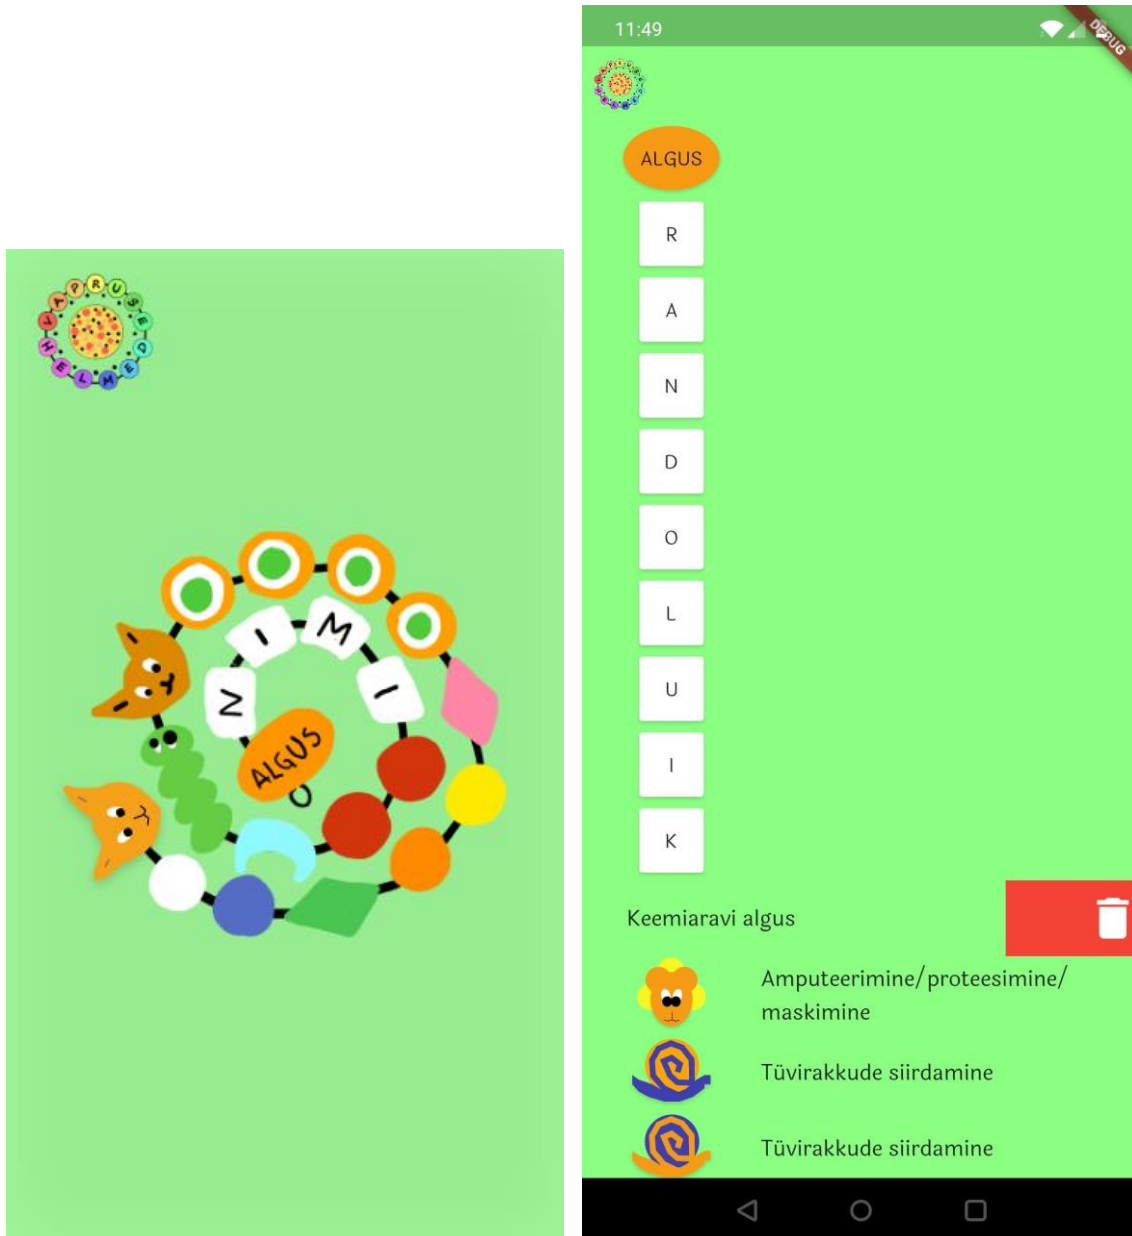 VAPRUSE HELMED
NIMI
ALGUS
11:49
DEBUG
ALGUS
R
A
N
D
O
L
U
I
K
Keemiaravi algus
Amputeerimine/proteesimine/
maskimine
Tüvirakkude siirdamine
Tüvirakkude siirdamine